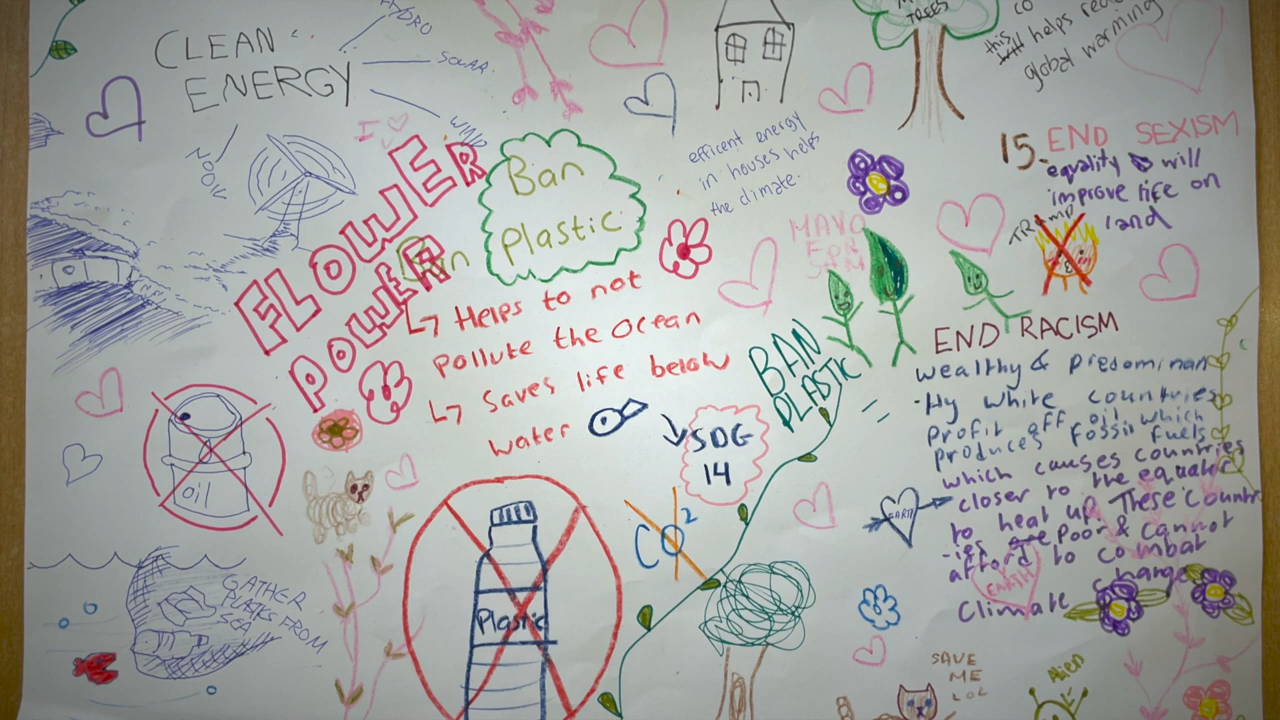 CLEAN
ENERGY
HYDRO
SOLAR
WIND
I ♡
FLOWER
POWER
Ban
Plastic
↳ Helps to not
pollute the Ocean
↳ Saves life below
water
SDG
14
efficent energy
in houses helps
the climate.
TREES
co
this helps
global warming
15. END SEXISM
equality will
improve life on
land
TRUMP
MAYO
FOR
BAN
PLASTIC
END RACISM
wealthy & Predominan
-tly white countries
Profit off oil which
produces fossil fuels
which causes countries
closer to the equator
to heat up These countr
-ies are Poor & cannot
afford to combat
Climate change
EARTH
EARTH
oil
CO²
Plastic
GATHER
PLASTICS FROM
SEA
SAVE
ME
LOL
Alien